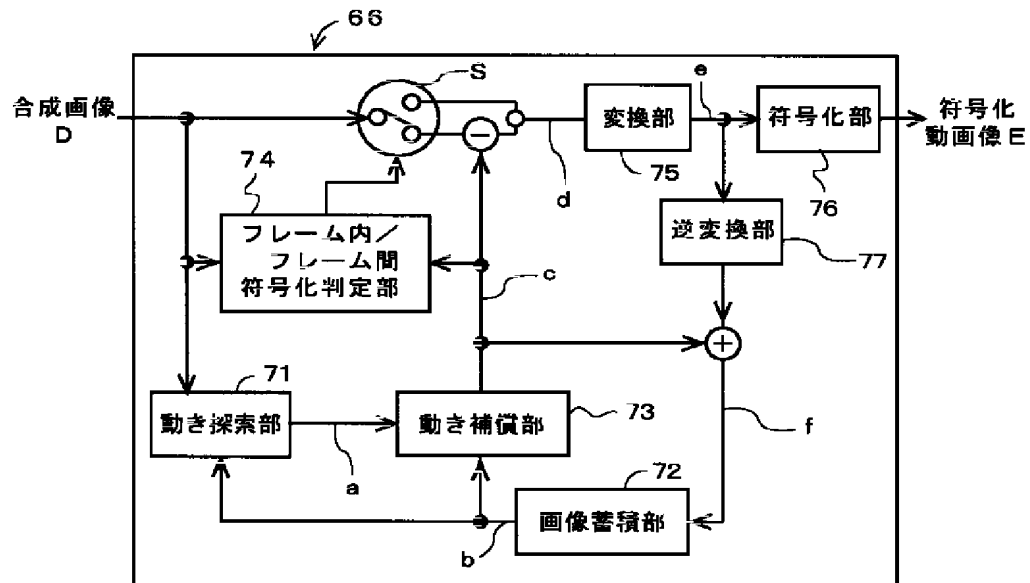 66
S
e
合成画像
D
変換部
符号化部
符号化
動画像E
75
76
d
74
フレーム内／
フレーム間
符号化判定部
逆変換部
77
c
71
動き探索部
動き補償部
73
f
a
72
画像蓄積部
b